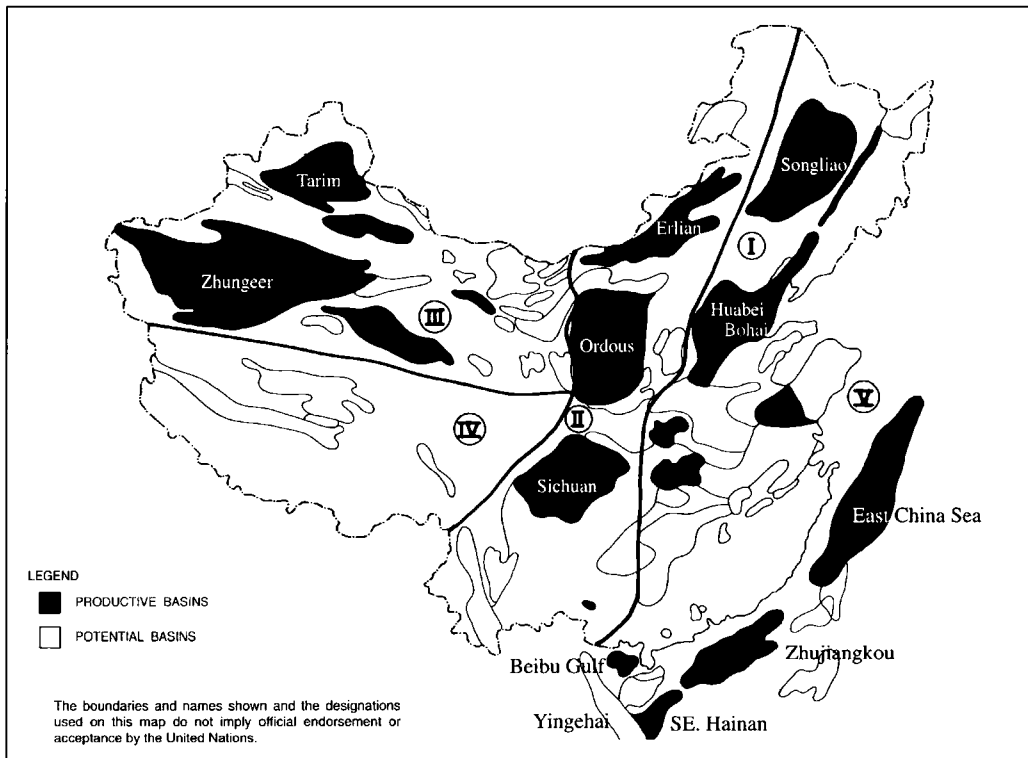 Songliao
Tarim
Erlian
I
Zhungeer
Huabei
Bohai
III
Ordous
V
II
IV
Sichuan
East China Sea
LEGEND
PRODUCTIVE BASINS
POTENTIAL BASINS
Zhujiangkou
Beibu Gulf
Yingehai
SE. Hainan
The boundaries and names shown and the designations
used on this map do not imply official endorsement or
acceptance by the United Nations.